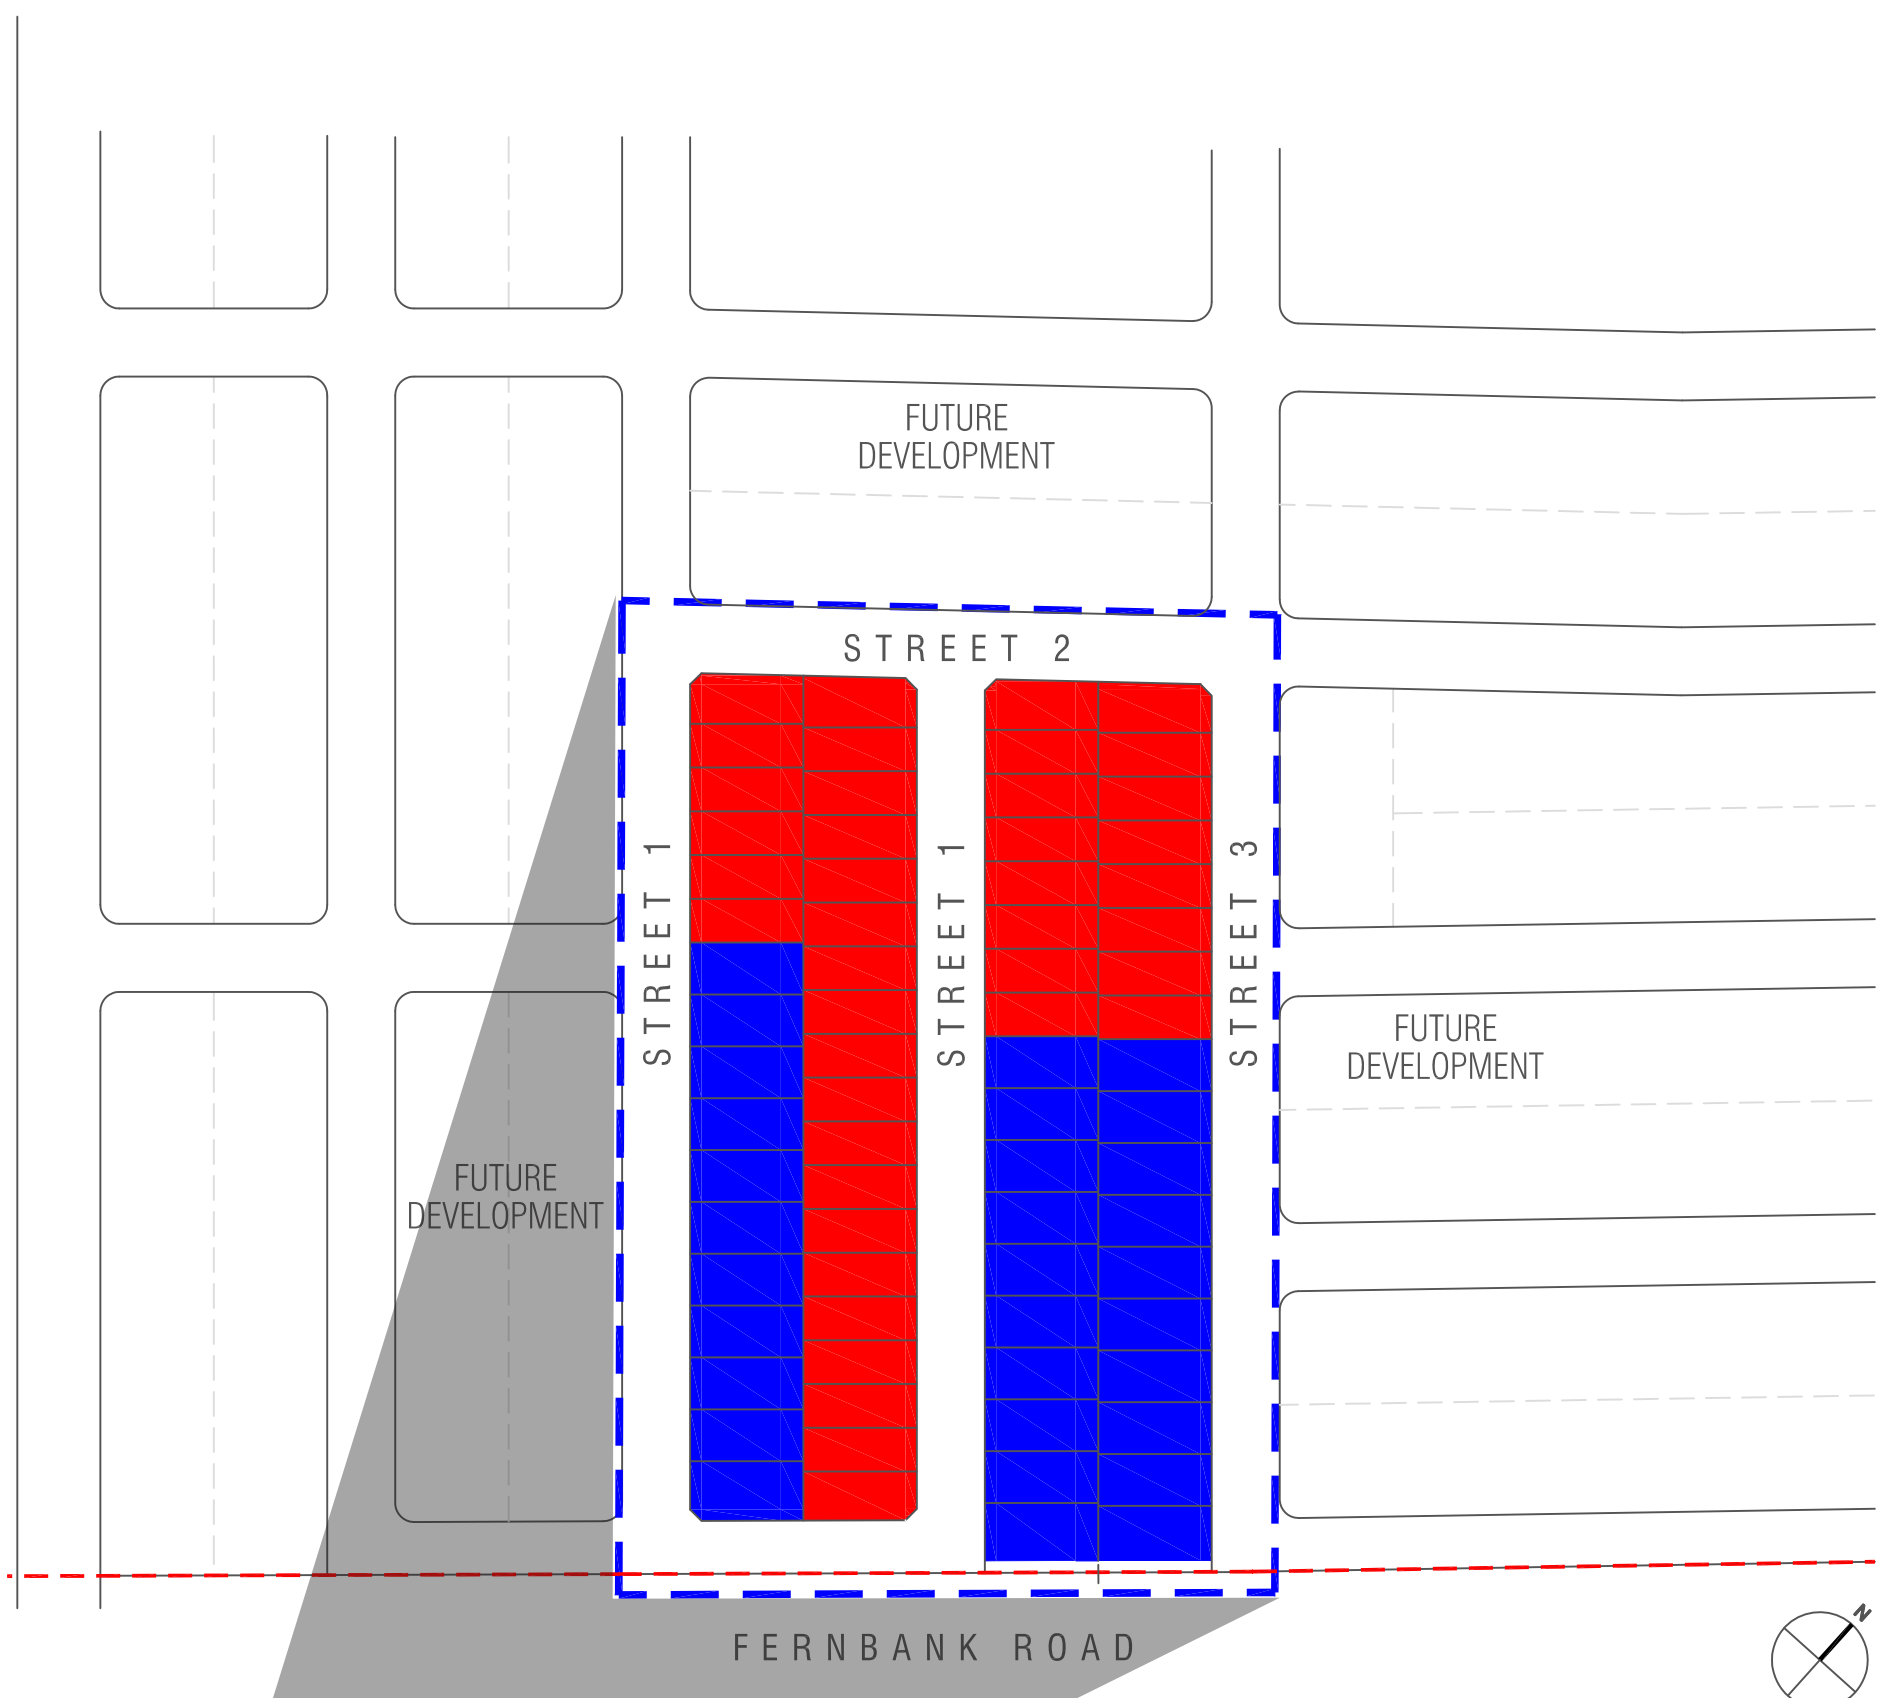 FUTURE
DEVELOPMENT
STREET 2
STREET 1
STREET 1
STREET 3
FUTURE
DEVELOPMENT
FUTURE
DEVELOPMENT
FERNBANK ROAD
N